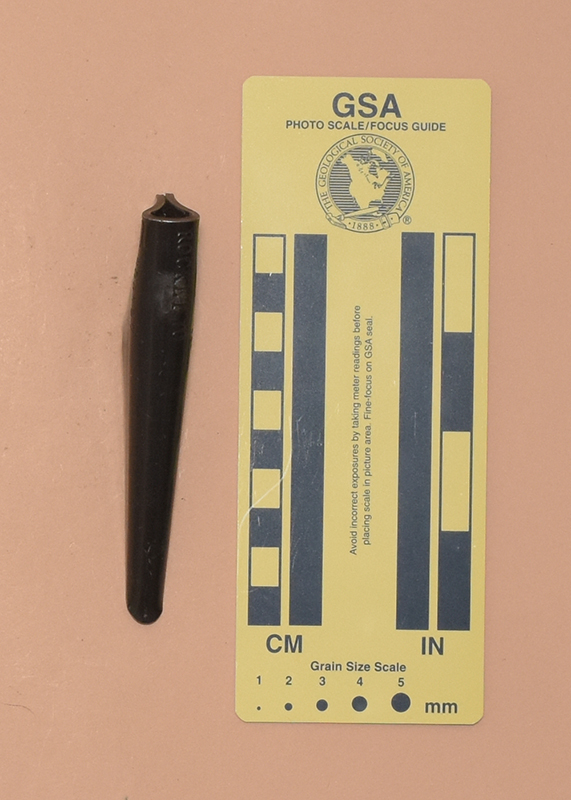 GSA
PHOTO SCALE/FOCUS GUIDE
THE GEOLOGICAL SOCIETY OF AMERICA
1888
®
Avoid incorrect exposures by taking meter readings before
placing scale in picture area. Fine-focus on GSA seal.
CM
IN
Grain Size Scale
1 2 3 4 5
mm